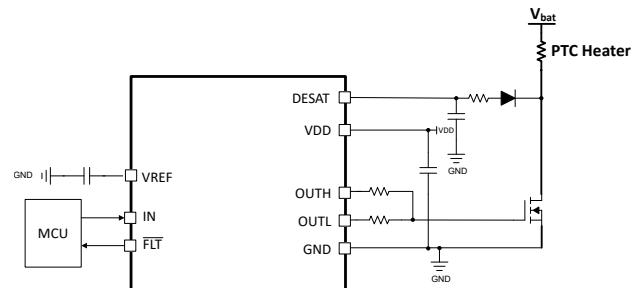 Vbat
PTC Heater
DESAT
VDD
VDD
GND
GND
VREF
OUTH
IN
OUTL
MCU
FLT
GND
GND